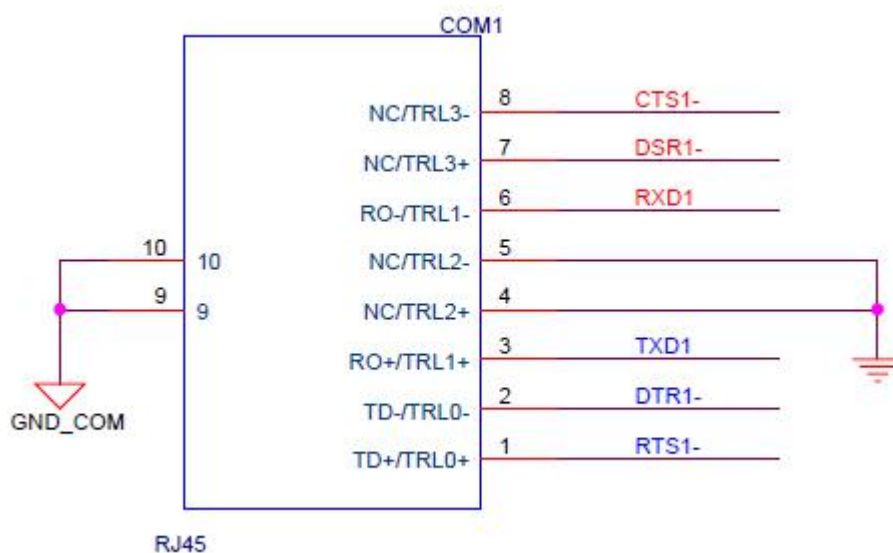 COM1
NC/TRL3- 8 CTS1-
NC/TRL3+ 7 DSR1-
RO-/TRL1- 6 RXD1
10 10 NC/TRL2- 5
9 9 NC/TRL2+ 4
RO+/TRL1+ 3 TXD1
TD-/TRL0- 2 DTR1-
GND_COM
TD+/TRL0+ 1 RTS1-
RJ45